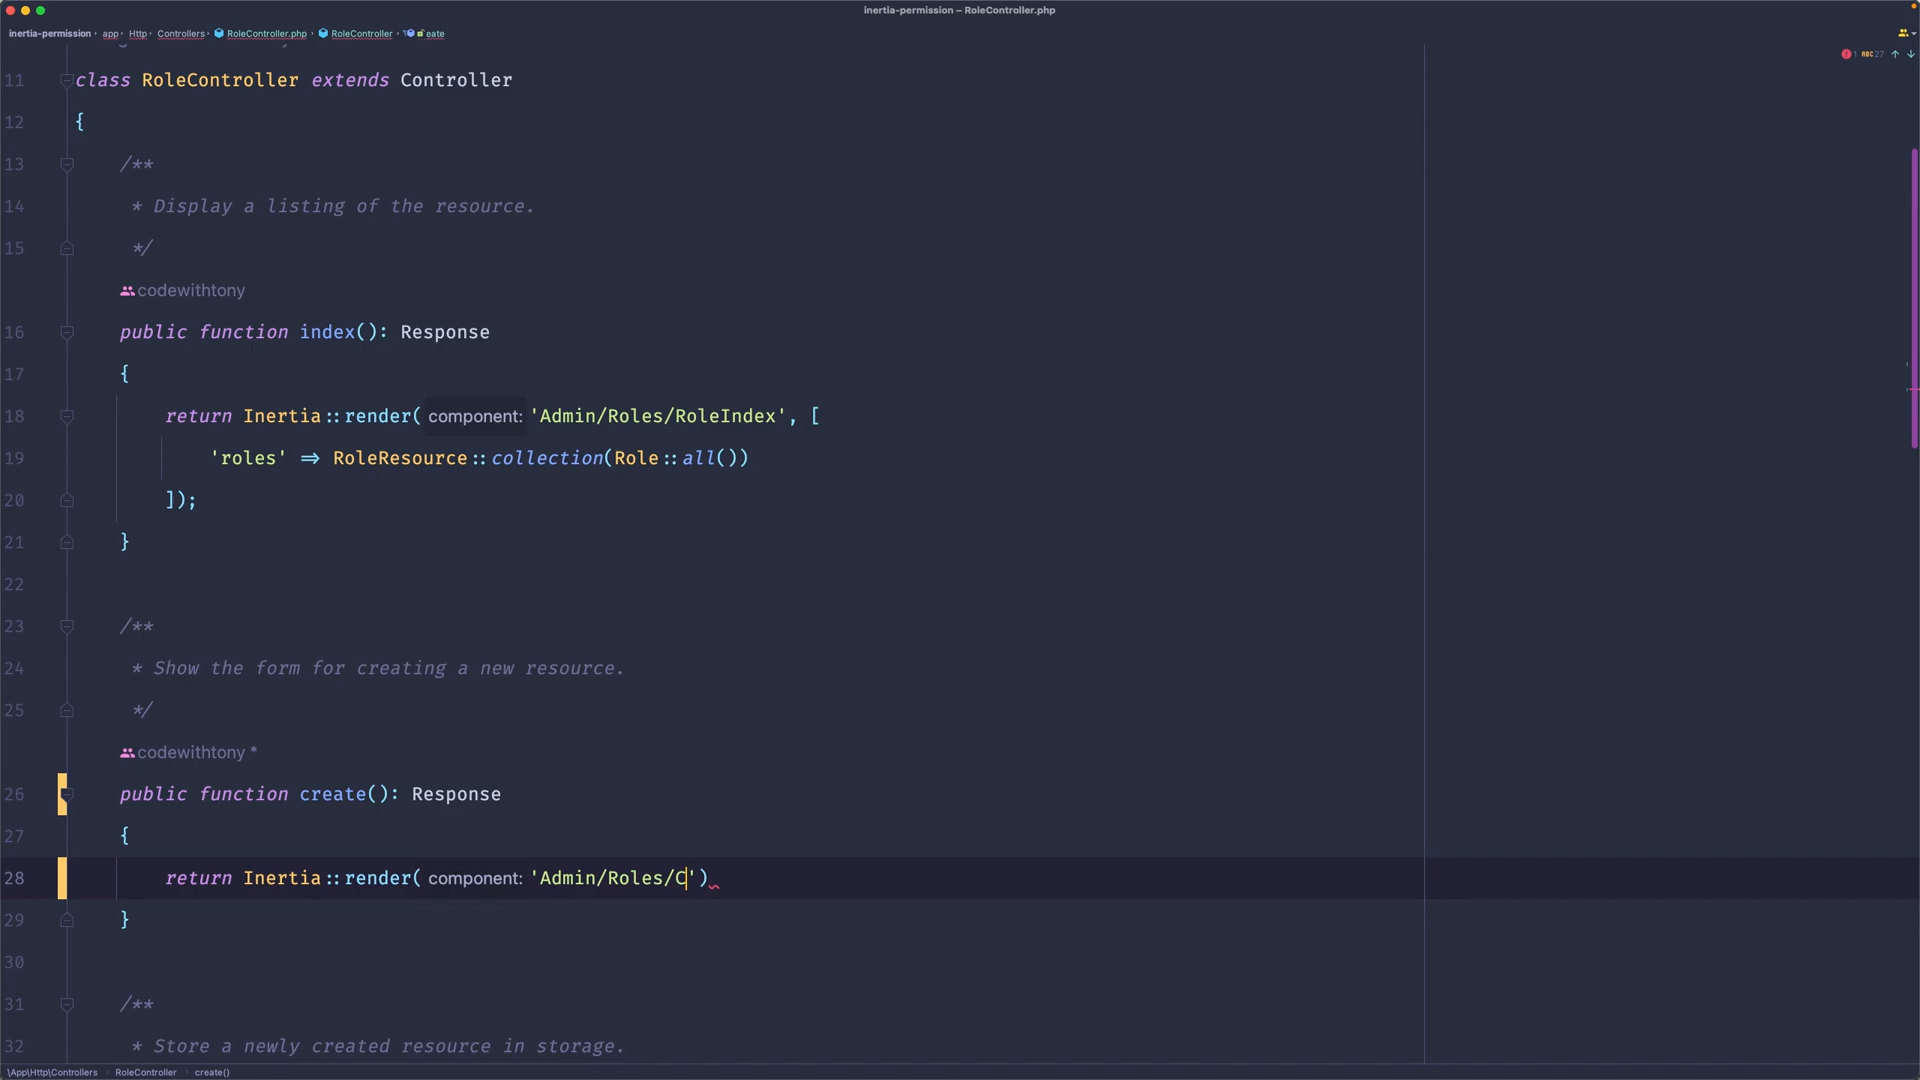 inertia-permission – RoleController.php
inertia-permission app Http Controllers RoleController.php RoleController eate
1 ABC 27
11 class RoleController extends Controller
12 {
13 /**
14 * Display a listing of the resource.
15 */
codewithtony
16 public function index(): Response
17 {
18 return Inertia::render( component: 'Admin/Roles/RoleIndex', [
19 'roles' => RoleResource::collection(Role::all())
20 ]);
21 }
22
23 /**
24 * Show the form for creating a new resource.
25 */
codewithtony *
26 public function create(): Response
27 {
28 return Inertia::render( component: 'Admin/Roles/C')
29 }
30
31 /**
32 * Store a newly created resource in storage.
\App\Http\Controllers RoleController create()